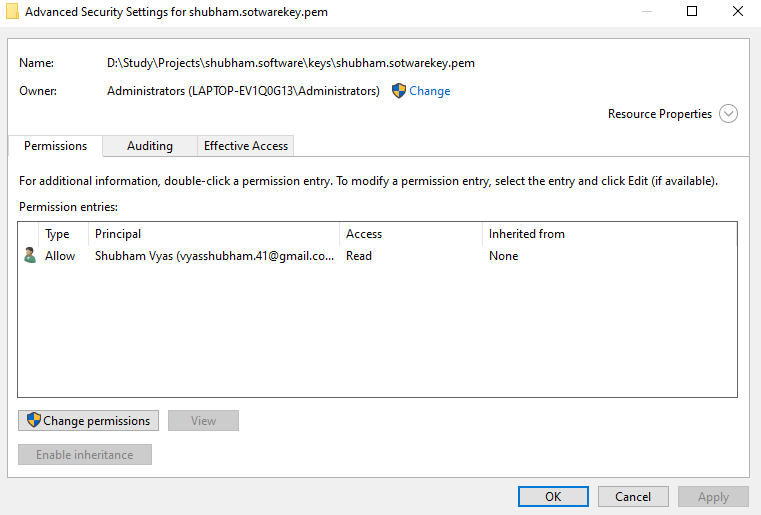 Advanced Security Settings for shubham.sotwarekey.pem
Name: D:\Study\Projects\shubham.software\keys\shubham.sotwarekey.pem
Owner: Administrators (LAPTOP-EV1Q0G13\Administrators) Change
Resource Properties
Permissions Auditing Effective Access
For additional information, double-click a permission entry. To modify a permission entry, select the entry and click Edit (if available).
Permission entries:
Type Principal Access Inherited from
Allow Shubham Vyas (vyasshubham.41@gmail.co... Read None
Change permissions View
Enable inheritance
OK Cancel Apply